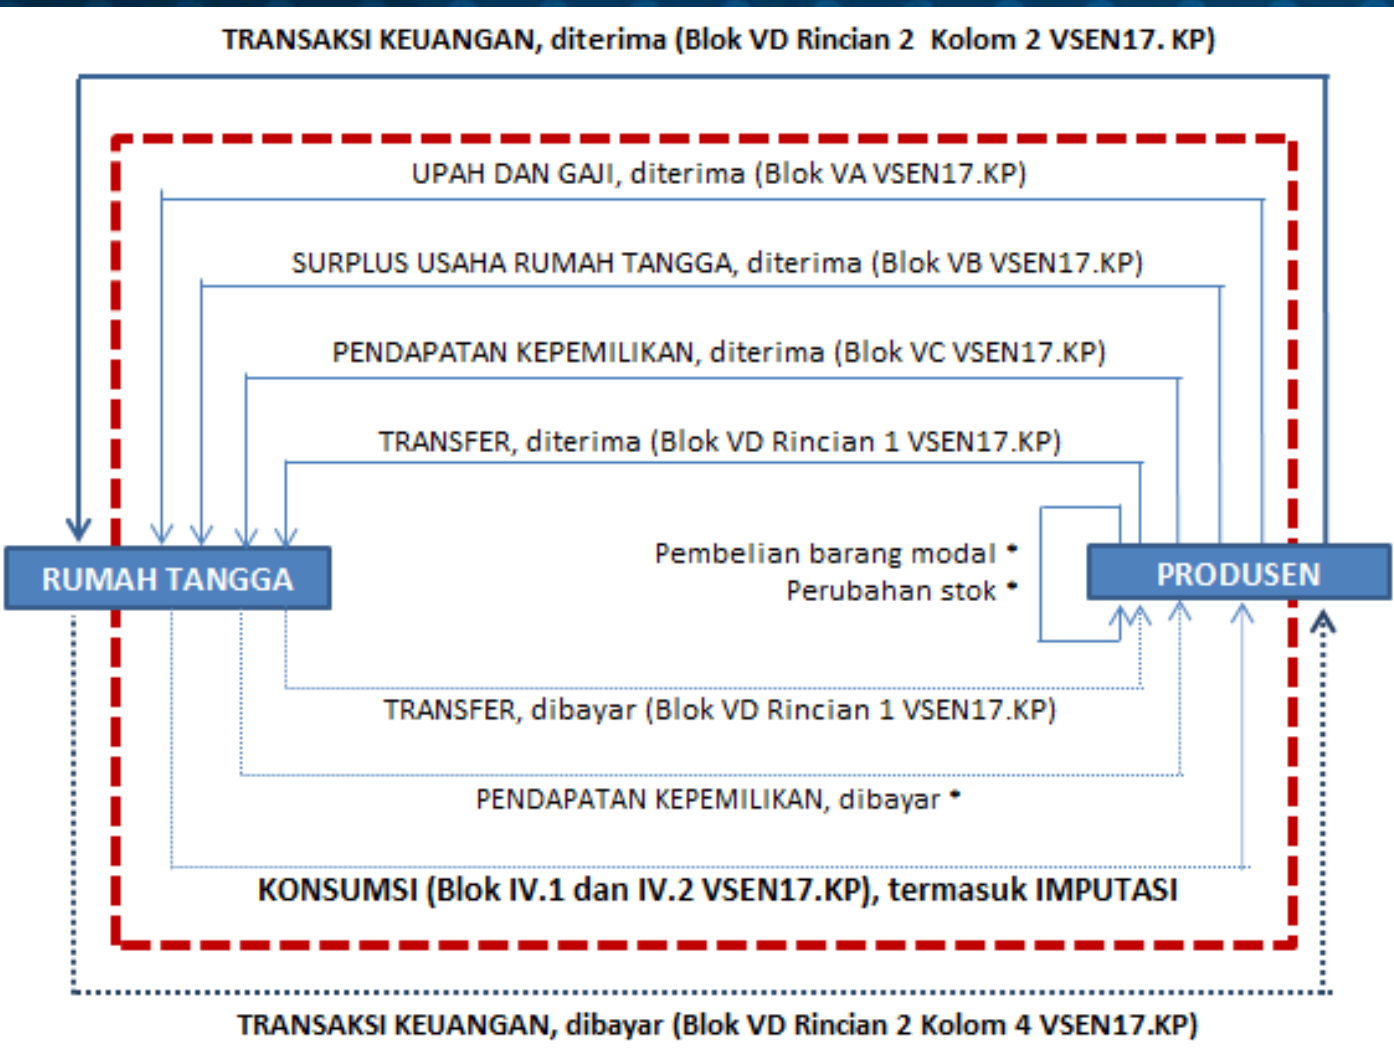 TRANSAKSI KEUANGAN, diterima (Blok VD Rincian 2 Kolom 2 VSEN17. KP)
UPAH DAN GAJI, diterima (Blok VA VSEN17.KP)
SURPLUS USAHA RUMAH TANGGA, diterima (Blok VB VSEN17.KP)
PENDAPATAN KEPEMILIKAN, diterima (Blok VC VSEN17.KP)
TRANSFER, diterima (Blok VD Rincian 1 VSEN17.KP)
Pembelian barang modal *
Perubahan stok *
RUMAH TANGGA
PRODUSEN
TRANSFER, dibayar (Blok VD Rincian 1 VSEN17.KP)
PENDAPATAN KEPEMILIKAN, dibayar *
KONSUMSI (Blok IV.1 dan IV.2 VSEN17.KP), termasuk IMPUTASI
TRANSAKSI KEUANGAN, dibayar (Blok VD Rincian 2 Kolom 4 VSEN17.KP)